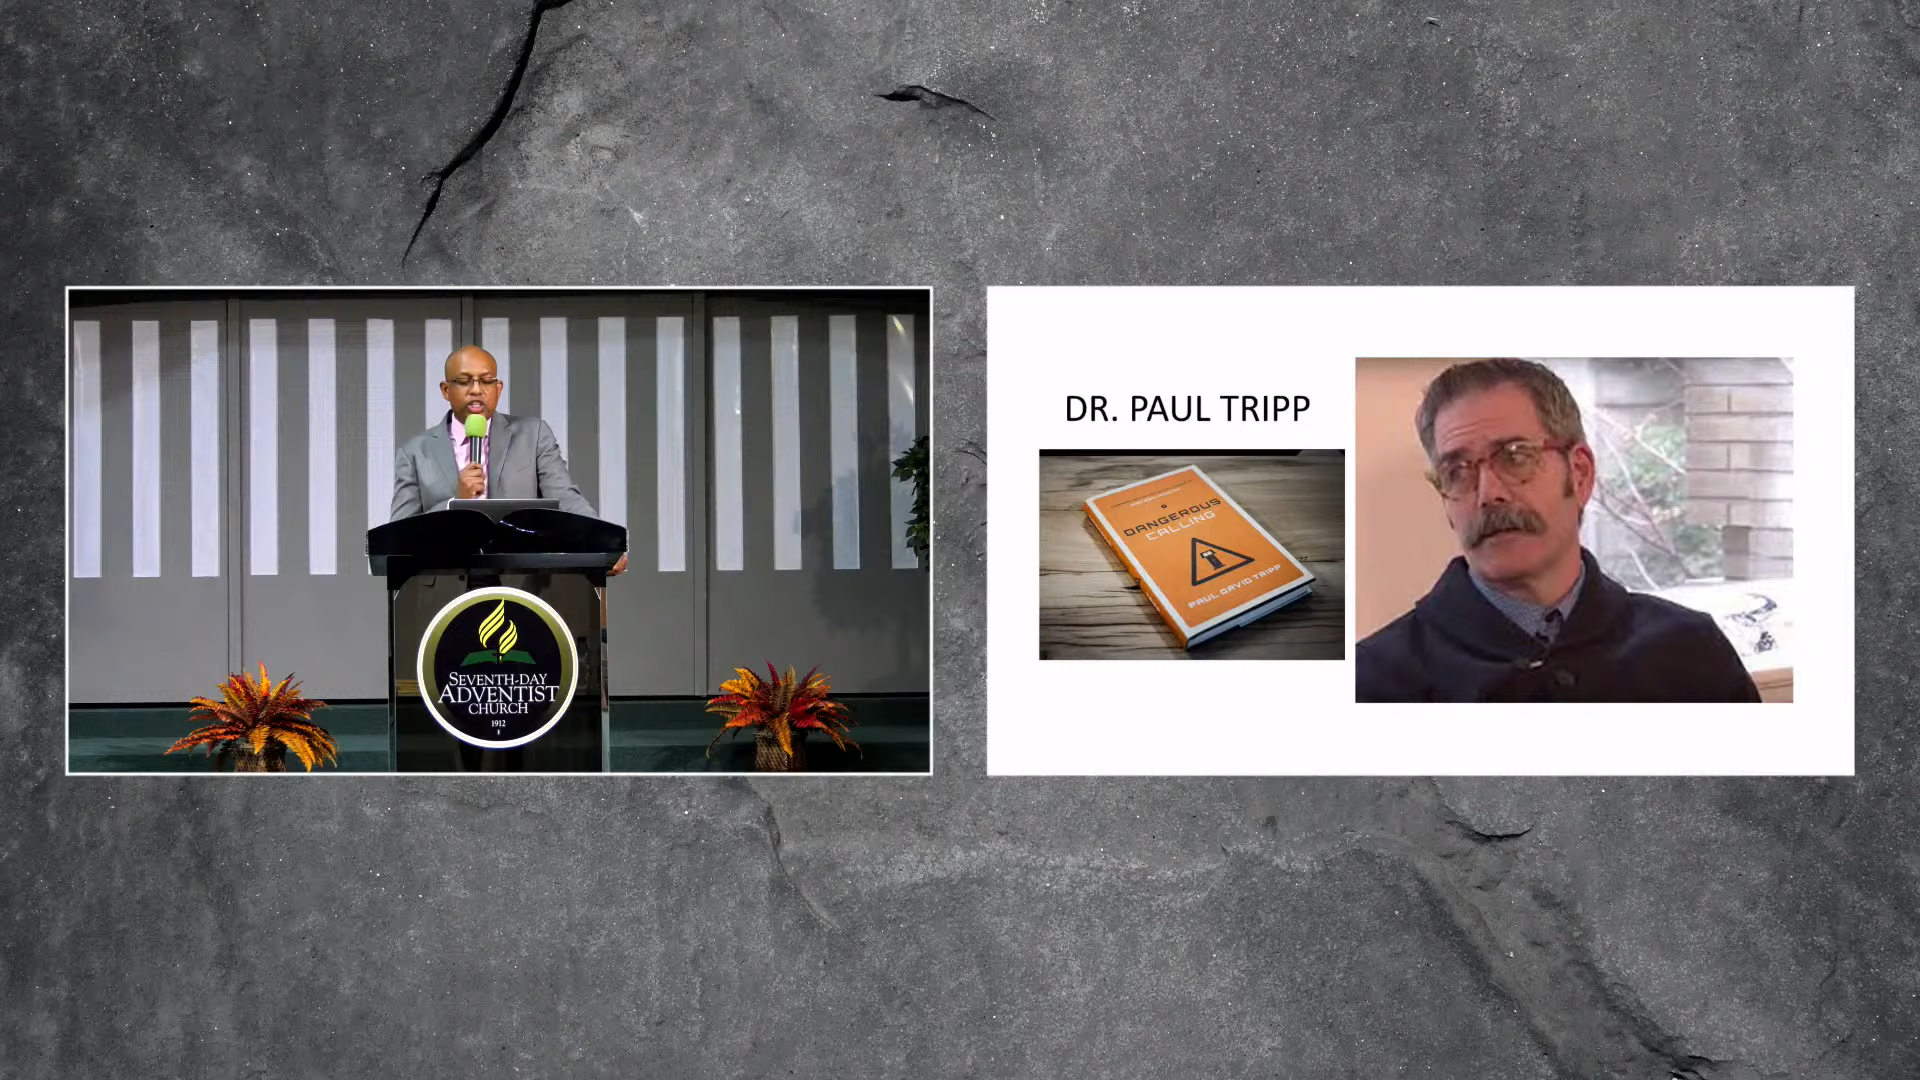 SEVENTH-DAY
ADVENTIST
CHURCH
1912
DR. PAUL TRIPP
DANGEROUS
CALLING
PAUL DAVID TRIPP